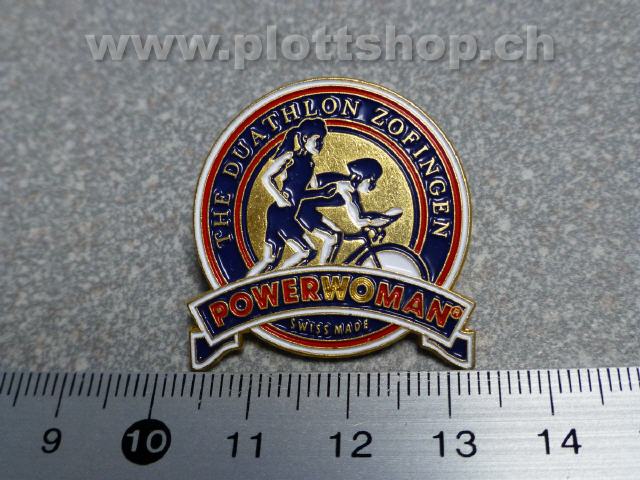 www.plottshop.ch
THE DUATHLON ZOFINGEN
POWERWOMAN®
SWISS MADE
9 10 11 12 13 14